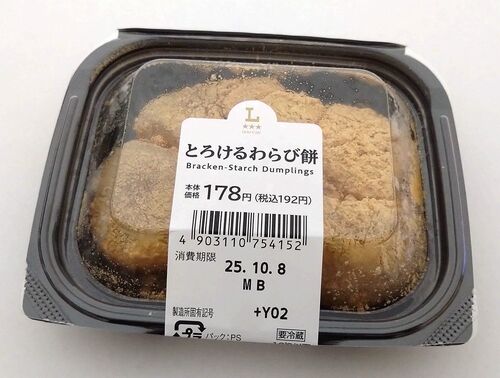 L
とろけるわらび餅
Bracken-Starch Dumplings
本体価格 178円(税込192円)
4 903110 754152
消費期限
25.10.8
MB
製造所固有記号 +Y02
プラ パック:PS 要冷蔵